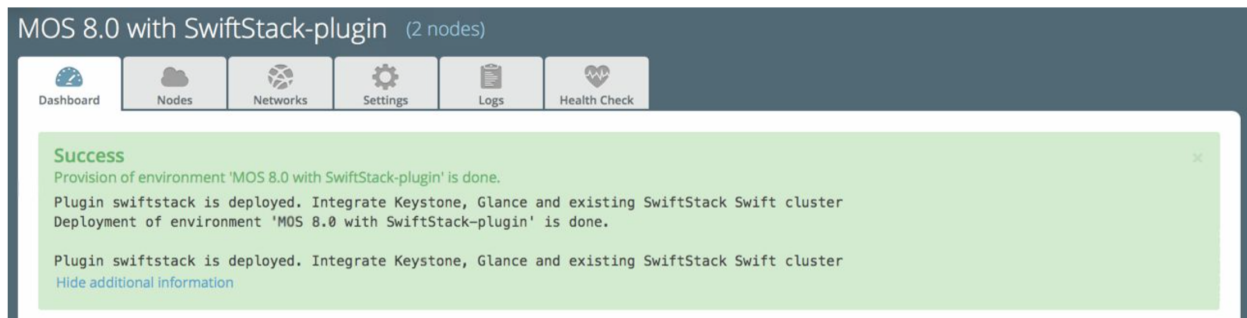 MOS 8.0 with SwiftStack-plugin (2 nodes)
Dashboard Nodes Networks Settings Logs Health Check
Success ×
Provision of environment 'MOS 8.0 with SwiftStack-plugin' is done.
Plugin swiftstack is deployed. Integrate Keystone, Glance and existing SwiftStack Swift cluster
Deployment of environment 'MOS 8.0 with SwiftStack-plugin' is done.
Plugin swiftstack is deployed. Integrate Keystone, Glance and existing SwiftStack Swift cluster
Hide additional information